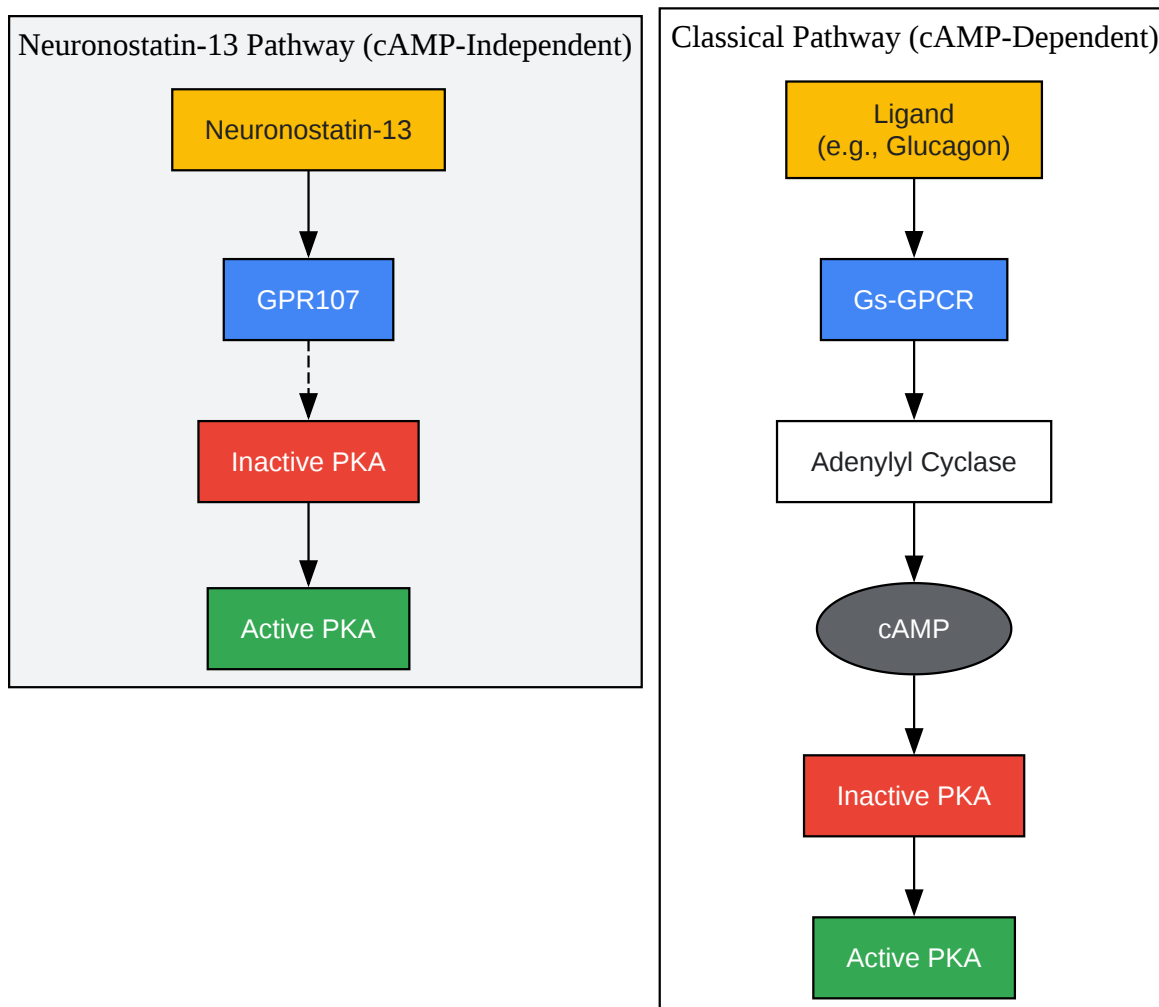 Neuronostatin-13 Pathway (cAMP-Independent)
Neuronostatin-13
GPR107
Inactive PKA
Active PKA
Classical Pathway (cAMP-Dependent)
Ligand
(e.g., Glucagon)
Gs-GPCR
Adenylyl Cyclase
cAMP
Inactive PKA
Active PKA